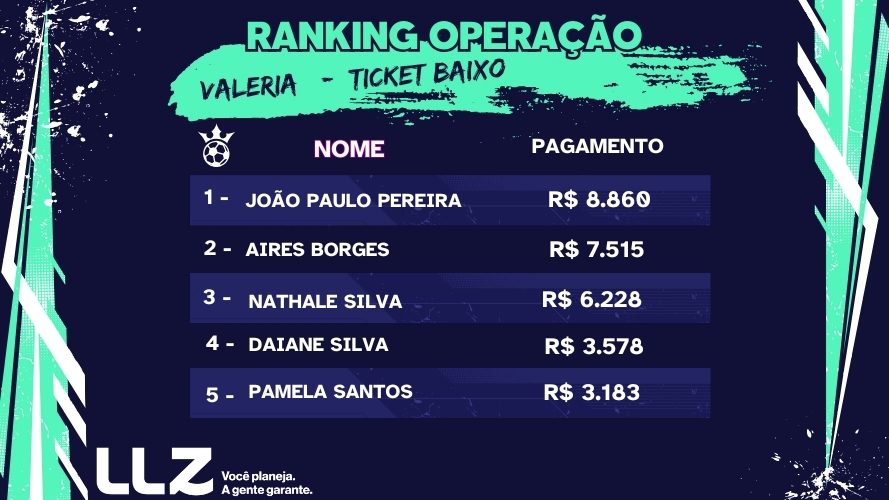 RANKING OPERAÇÃO
VALERIA - TICKET BAIXO
NOME PAGAMENTO
1 - JOÃO PAULO PEREIRA R$ 8.860
2 - AIRES BORGES R$ 7.515
3 - NATHALE SILVA R$ 6.228
4 - DAIANE SILVA R$ 3.578
5 - PAMELA SANTOS R$ 3.183
LLZ
Você planeja.
A gente garante.